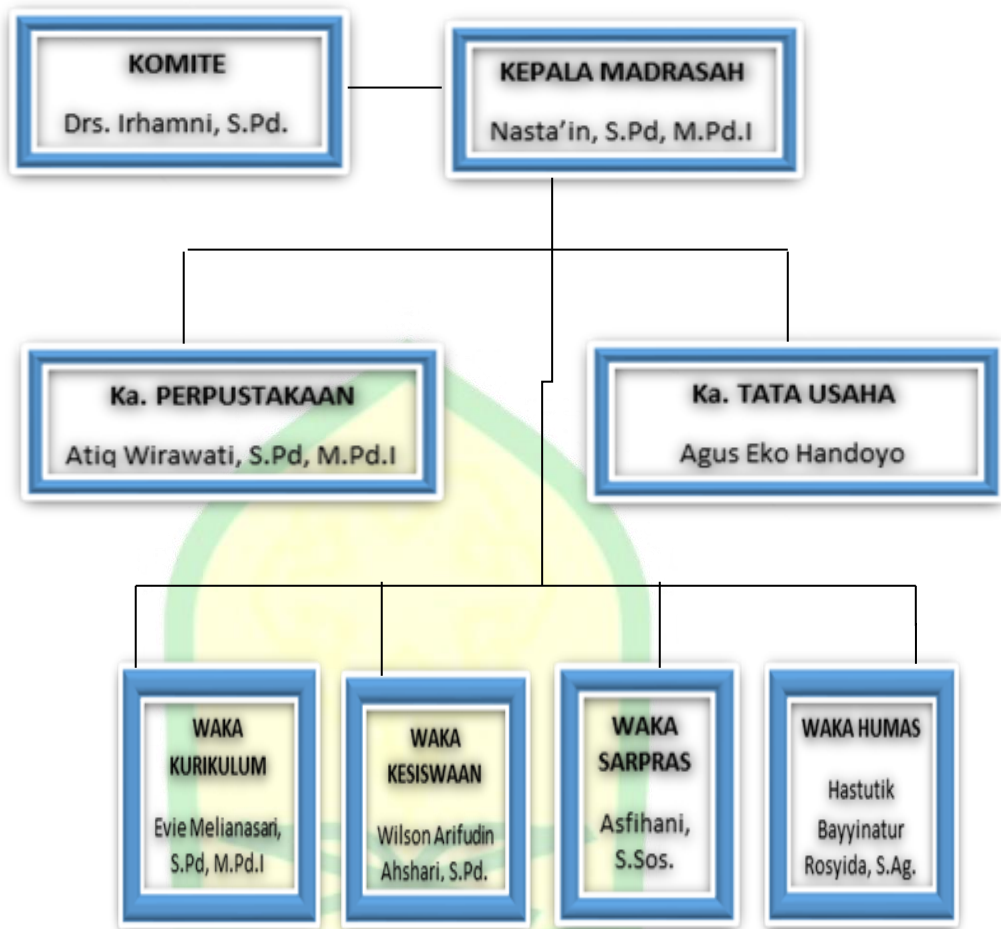 KOMITE
Drs. Irhamni, S.Pd.
KEPALA MADRASAH
Nasta'in, S.Pd, M.Pd.I
Ka. PERPUSTAKAAN
Atiq Wirawati, S.Pd, M.Pd.I
Ka. TATA USAHA
Agus Eko Handoyo
WAKA
KURIKULUM
Evie Melianasari,
S.Pd, M.Pd.I
WAKA
KESISWAAN
Wilson Arifudin
Ahshari, S.Pd.
WAKA
SARPRAS
Asfihani,
S.Sos.
WAKA HUMAS
Hastutik
Bayyinatur
Rosyida, S.Ag.